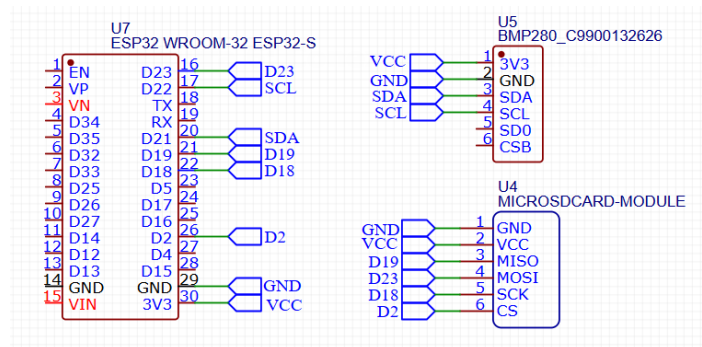 U7
ESP32 WROOM-32 ESP32-S
1 EN D23 16 D23
2 VP D22 17 SCL
3 VN TX 18
4 D34 RX 19
5 D35 D21 20 SDA
6 D32 D19 21 D19
7 D33 D18 22 D18
8 D25 D5 23
9 D26 D17 24
10 D27 D16 25
11 D14 D2 26 D2
12 D12 D4 27
13 D13 D15 28
14 GND GND 29 GND
15 VIN 3V3 30 VCC
U5
BMP280_C9900132626
VCC 1 3V3
GND 2 GND
SDA 3 SDA
SCL 4 SCL
5 SD0
6 CSB
U4
MICROSDCARD-MODULE
GND 1 GND
VCC 2 VCC
D19 3 MISO
D23 4 MOSI
D18 5 SCK
D2 6 CS